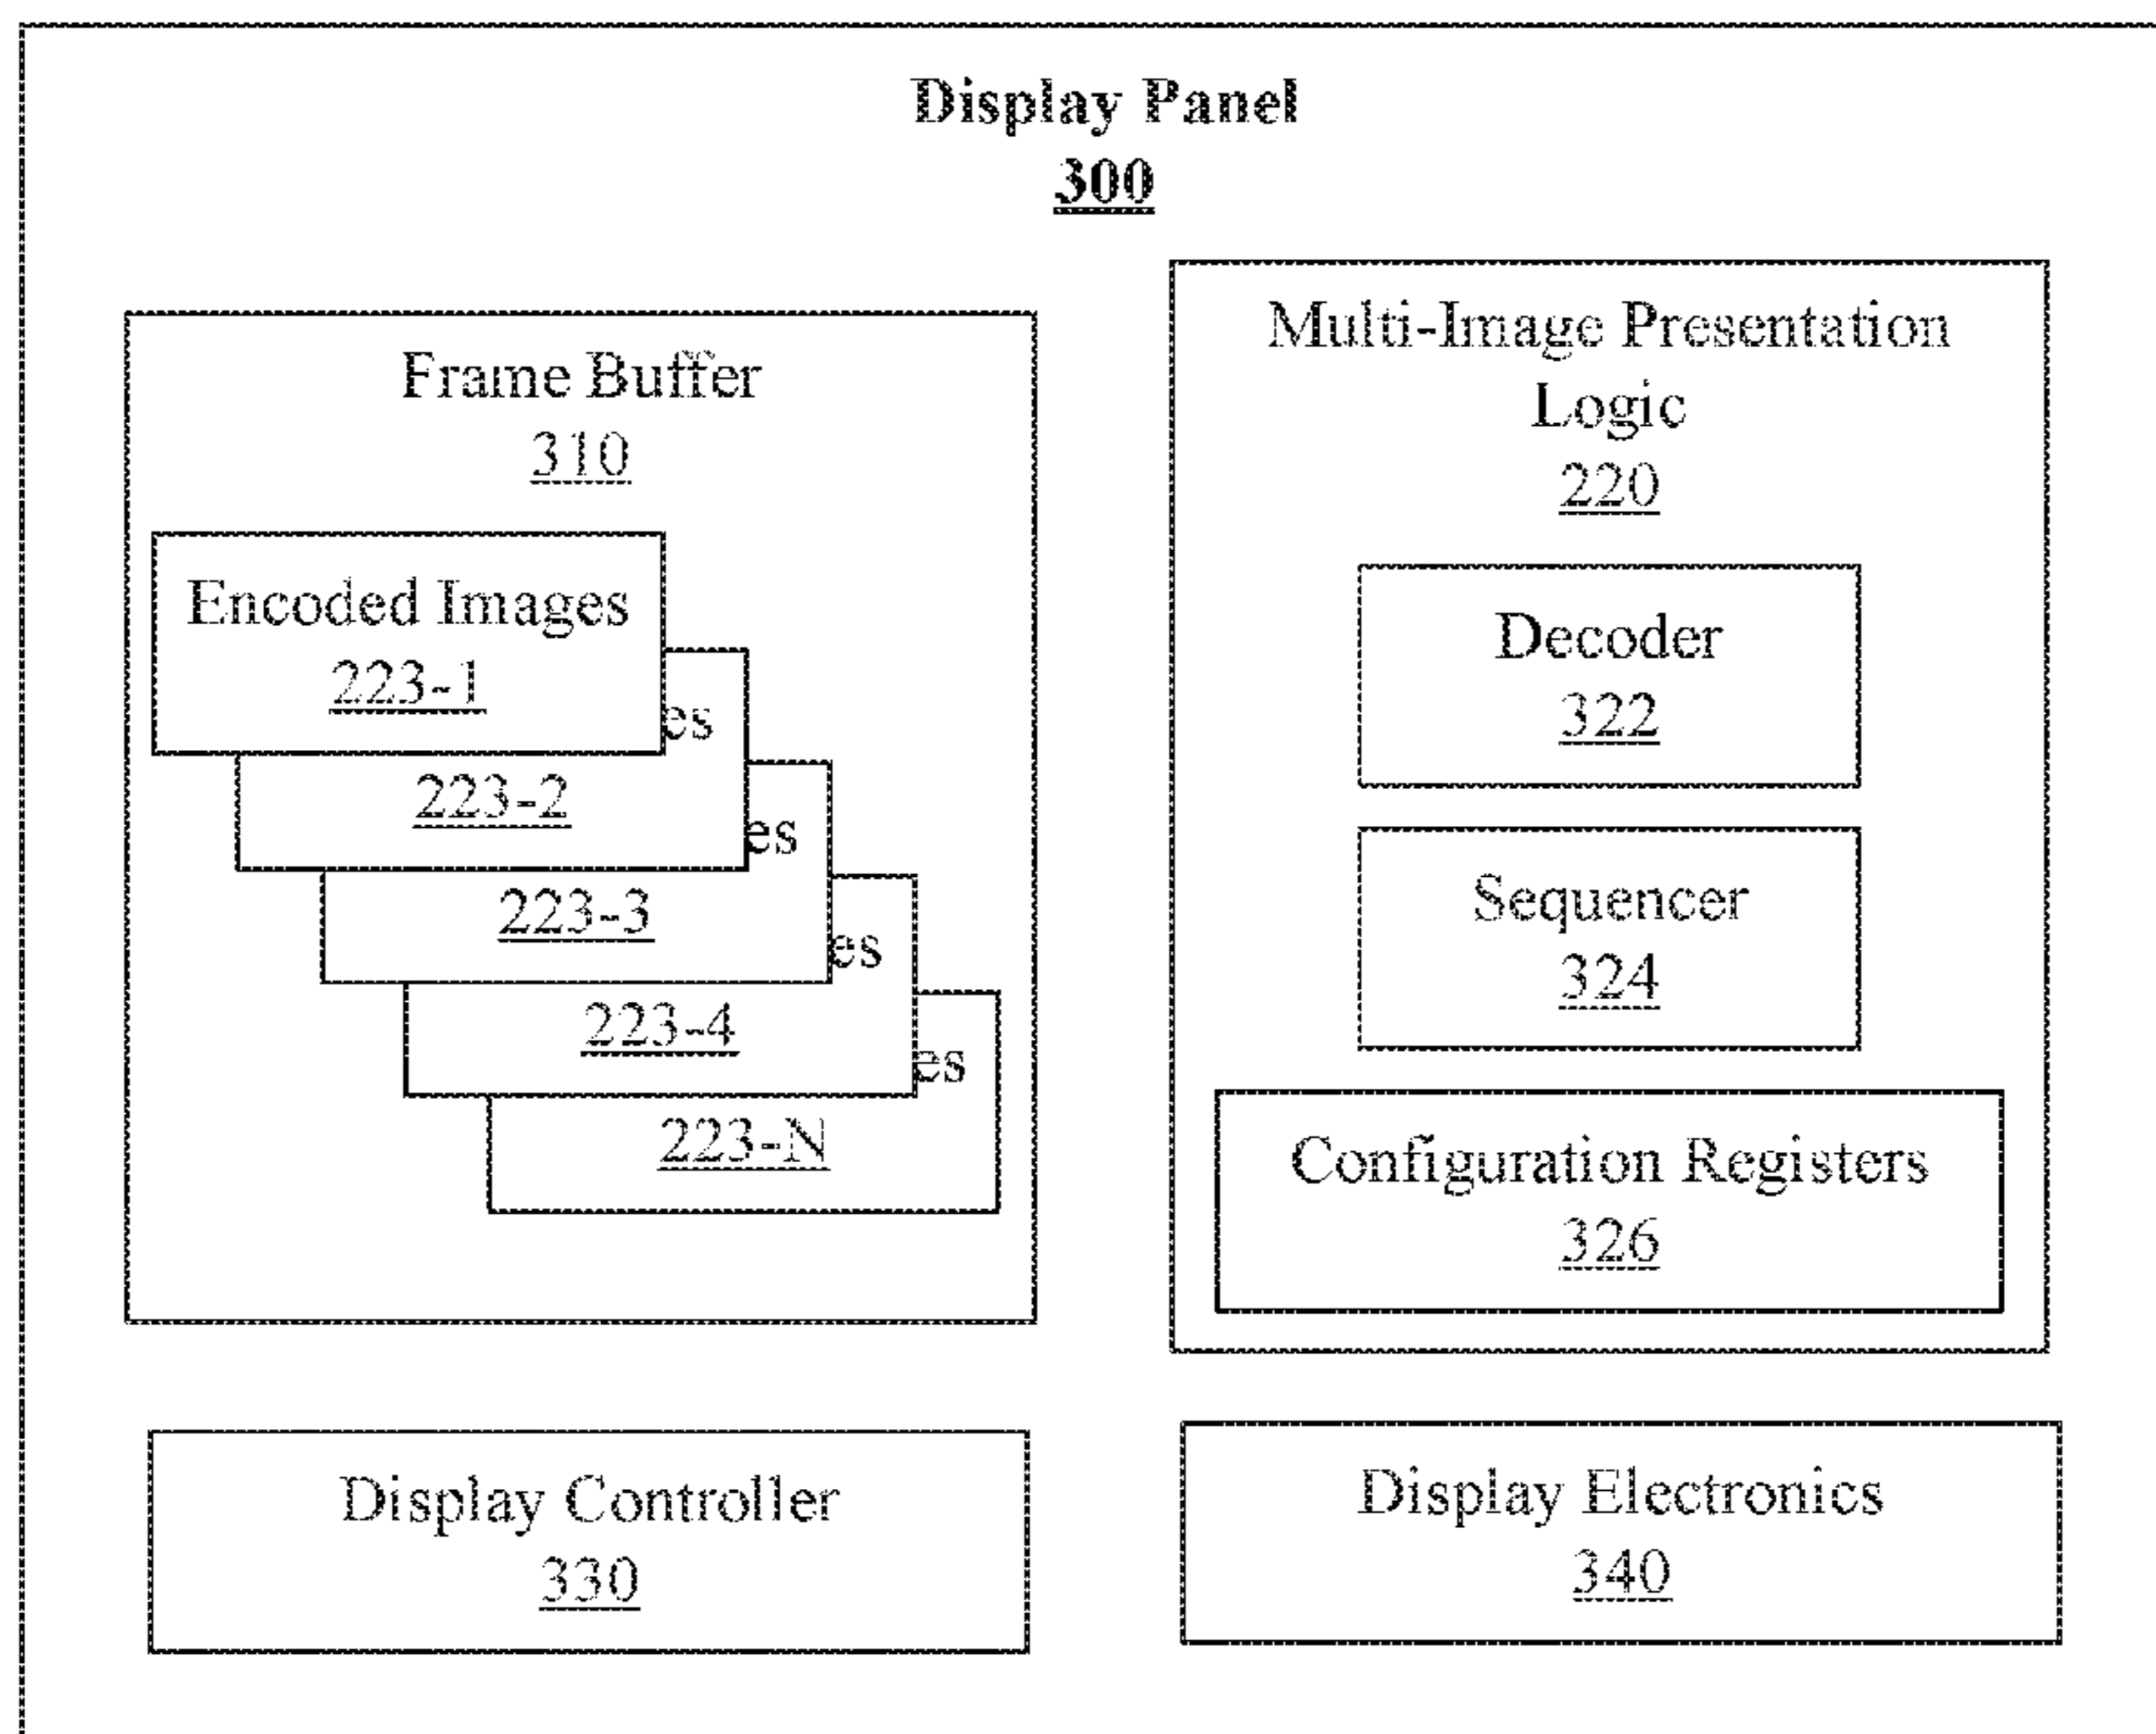 Display Panel
300
Frame Buffer
310
Encoded Images
223-1
es
223-2
es
223-3
es
223-4
es
223-N
Multi-Image Presentation
Logic
220
Decoder
322
Sequencer
324
Configuration Registers
326
Display Controller
330
Display Electronics
340